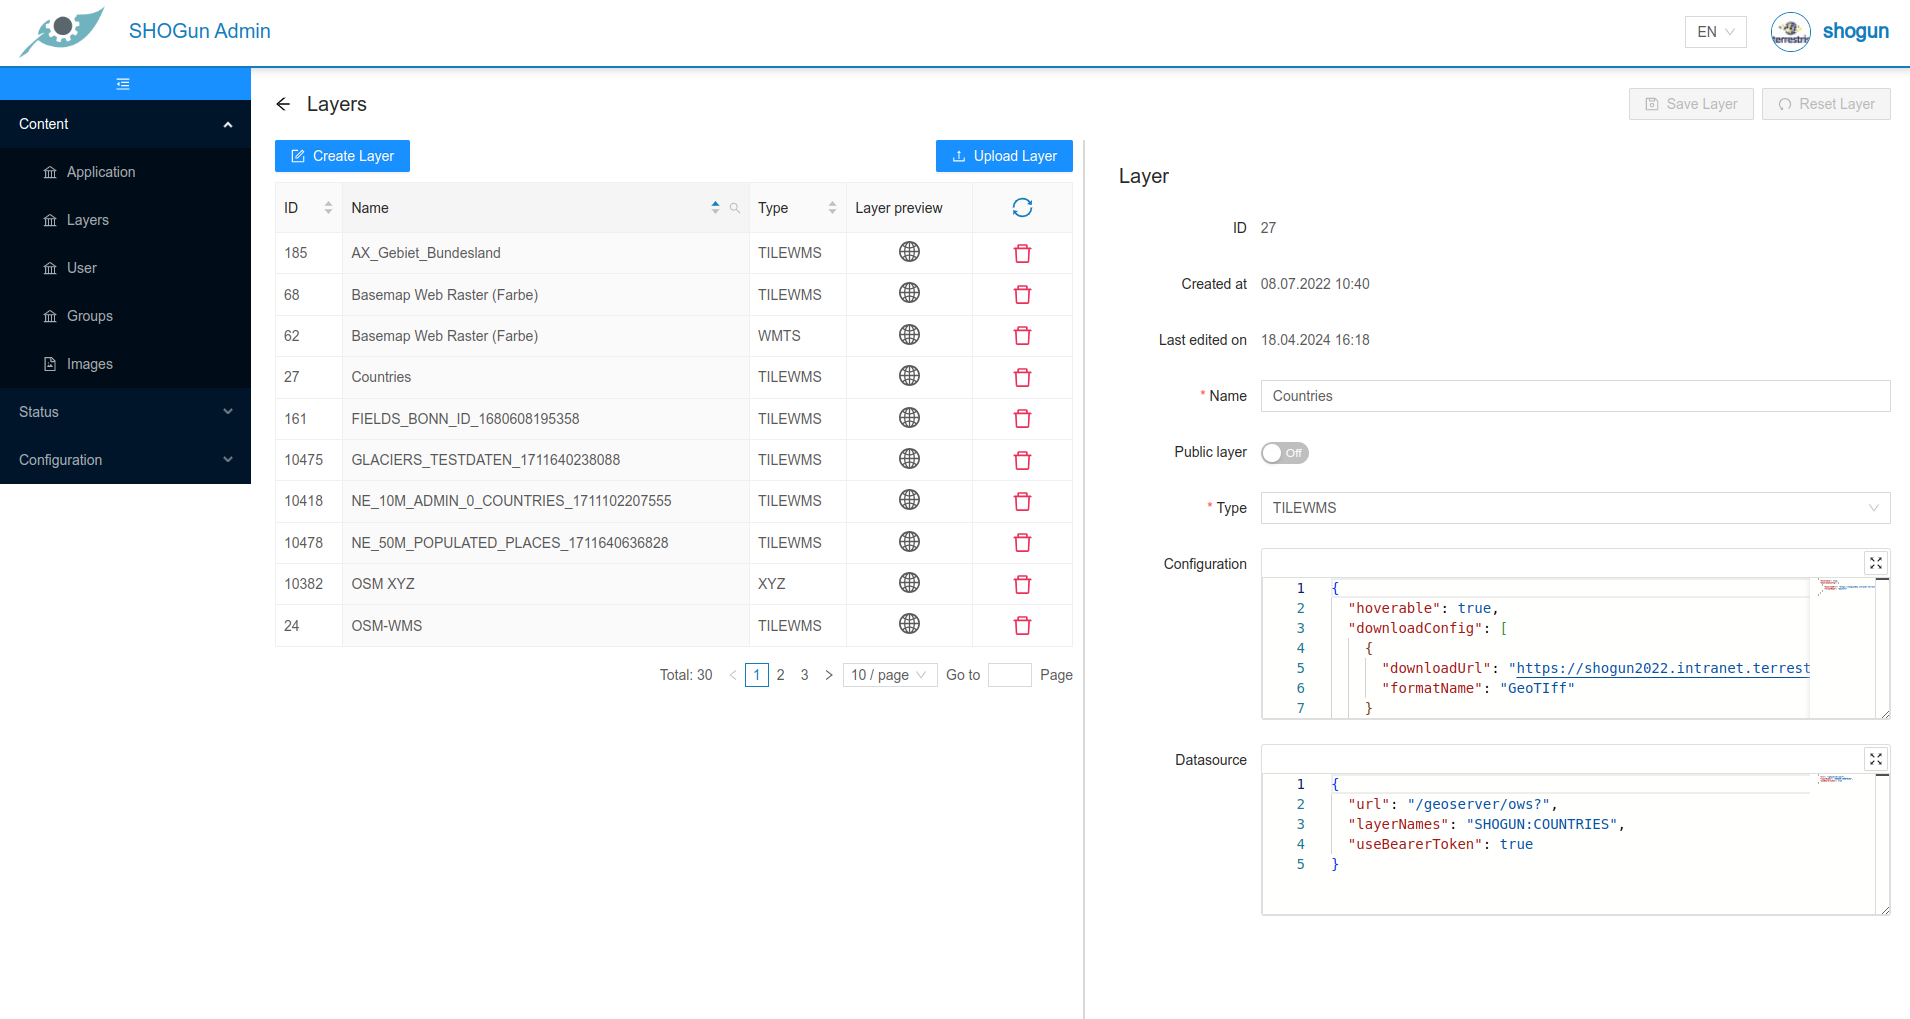 SHOGun Admin
EN
terrestris
shogun
Content
Application
Layers
User
Groups
Images
Status
Configuration
Layers
Save Layer
Reset Layer
Create Layer
Upload Layer
ID Name Type Layer preview
185 AX_Gebiet_Bundesland TILEWMS
68 Basemap Web Raster (Farbe) TILEWMS
62 Basemap Web Raster (Farbe) WMTS
27 Countries TILEWMS
161 FIELDS_BONN_ID_1680608195358 TILEWMS
10475 GLACIERS_TESTDATEN_1711640238088 TILEWMS
10418 NE_10M_ADMIN_0_COUNTRIES_1711102207555 TILEWMS
10478 NE_50M_POPULATED_PLACES_1711640636828 TILEWMS
10382 OSM XYZ XYZ
24 OSM-WMS TILEWMS
Total: 30 < 1 2 3 > 10 / page Go to Page
Layer
ID 27
Created at 08.07.2022 10:40
Last edited on 18.04.2024 16:18
* Name Countries
Public layer Off
* Type TILEWMS
Configuration
1 {
2 "hoverable": true,
3 "downloadConfig": [
4 {
5 "downloadUrl": "https://shogun2022.intranet.terrest
6 "formatName": "GeoTIff"
7 }
Datasource
1 {
2 "url": "/geoserver/ows?",
3 "layerNames": "SHOGUN:COUNTRIES",
4 "useBearerToken": true
5 }